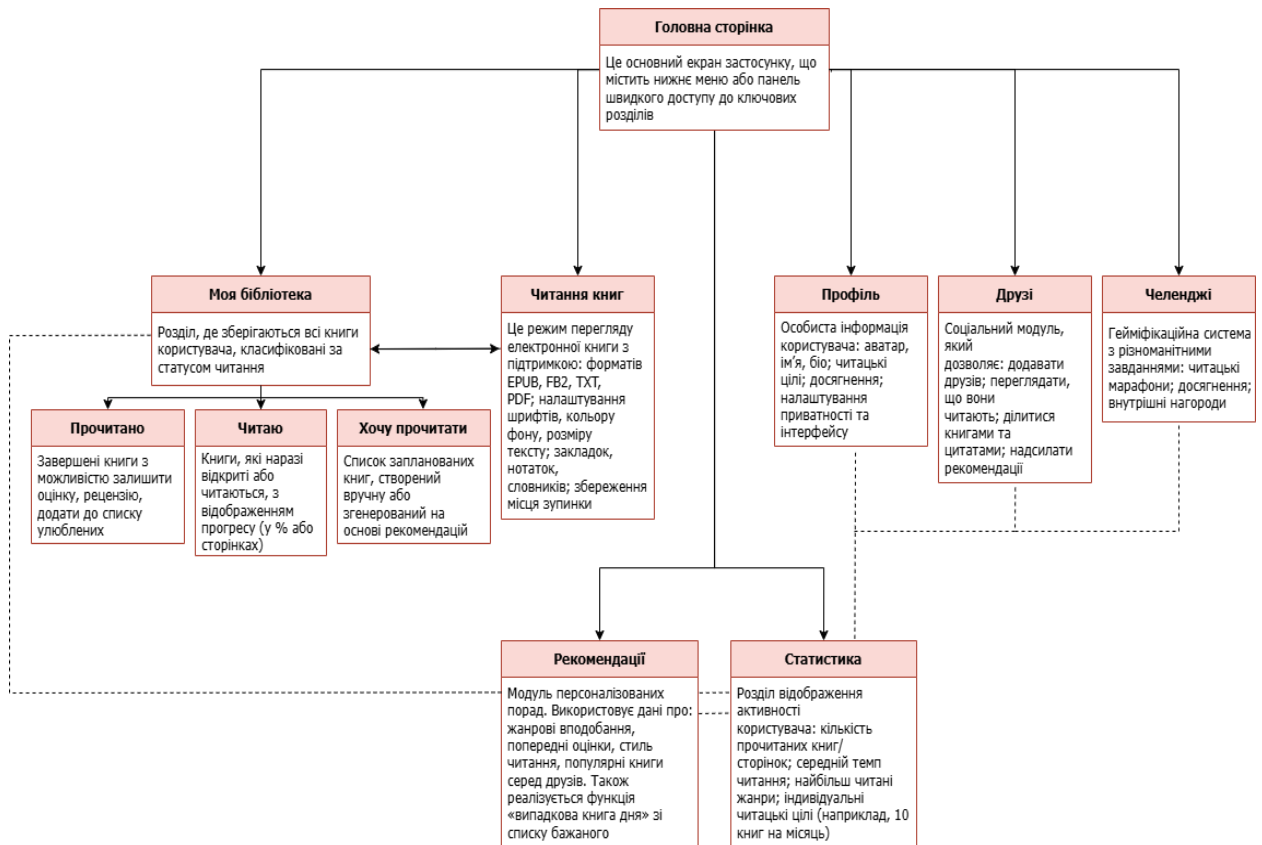 Головна сторінка
Це основний екран застосунку, що
містить нижнє меню або панель
швидкого доступу до ключових
розділів
Моя бібліотека
Розділ, де зберігаються всі книги
користувача, класифіковані за
статусом читання
Читання книг
Це режим перегляду
електронної книги з
підтримкою: форматів
EPUB, FB2, TXT,
PDF; налаштування
шрифтів, кольору
фону, розміру
тексту; закладок,
нотаток,
словників; збереження
місця зупинки
Профіль
Особиста інформація
користувача: аватар,
ім’я, біо; читацькі
цілі; досягнення;
налаштування
приватності та
інтерфейсу
Друзі
Соціальний модуль,
який
дозволяє: додавати
друзів; переглядати,
що вони
читають; ділитися
книгами та
цитатами; надсилати
рекомендації
Челенджі
Гейміфікаційна система
з різноманітними
завданнями: читацькі
марафони; досягнення;
внутрішні нагороди
Прочитано
Завершені книги з
можливістю залишити
оцінку, рецензію,
додати до списку
улюблених
Читаю
Книги, які наразі
відкриті або
читаються, з
відображенням
прогресу (у % або
сторінках)
Хочу прочитати
Список запланованих
книг, створений
вручну або
згенерований на
основі рекомендацій
Рекомендації
Модуль персоналізованих
порад. Використовує дані про:
жанрові вподобання,
попередні оцінки, стиль
читання, популярні книги
серед друзів. Також
реалізується функція
«випадкова книга дня» зі
списку бажаного
Статистика
Розділ відображення
активності
користувача: кількість
прочитаних книг/
сторінок; середній темп
читання; найбільш читані
жанри; індивідуальні
читацькі цілі (наприклад, 10
книг на місяць)